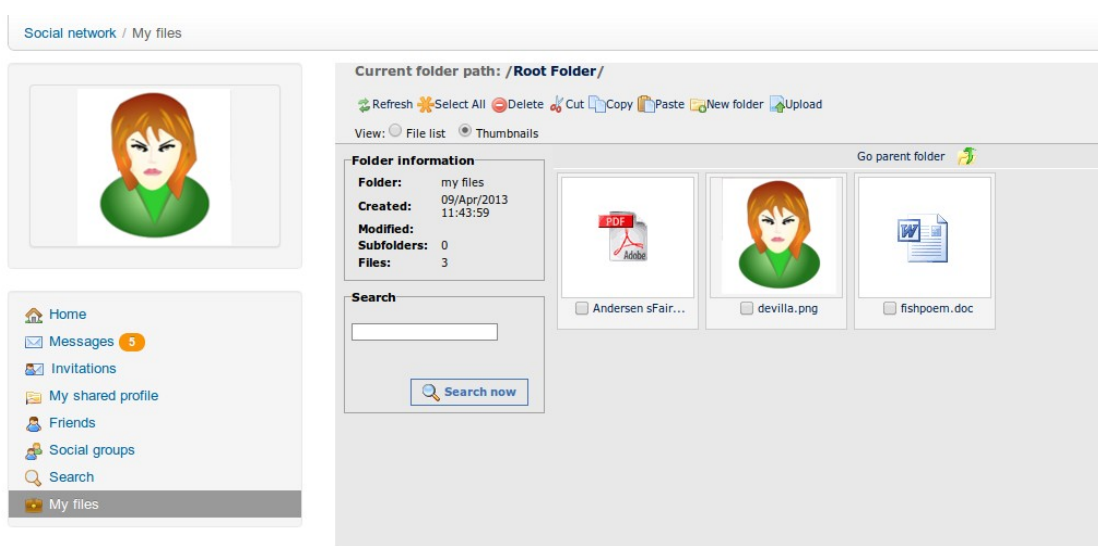 Social network / My files
Current folder path: /Root Folder/
Refresh Select All Delete Cut Copy Paste New folder Upload
View: File list Thumbnails
Go parent folder
Folder information
Folder: my files
Created: 09/Apr/2013
11:43:59
Modified:
Subfolders: 0
Files: 3
PDF
Adobe
W
Andersen sFair...
devilla.png
fishpoem.doc
Search
Search now
Home
Messages 5
Invitations
My shared profile
Friends
Social groups
Search
My files